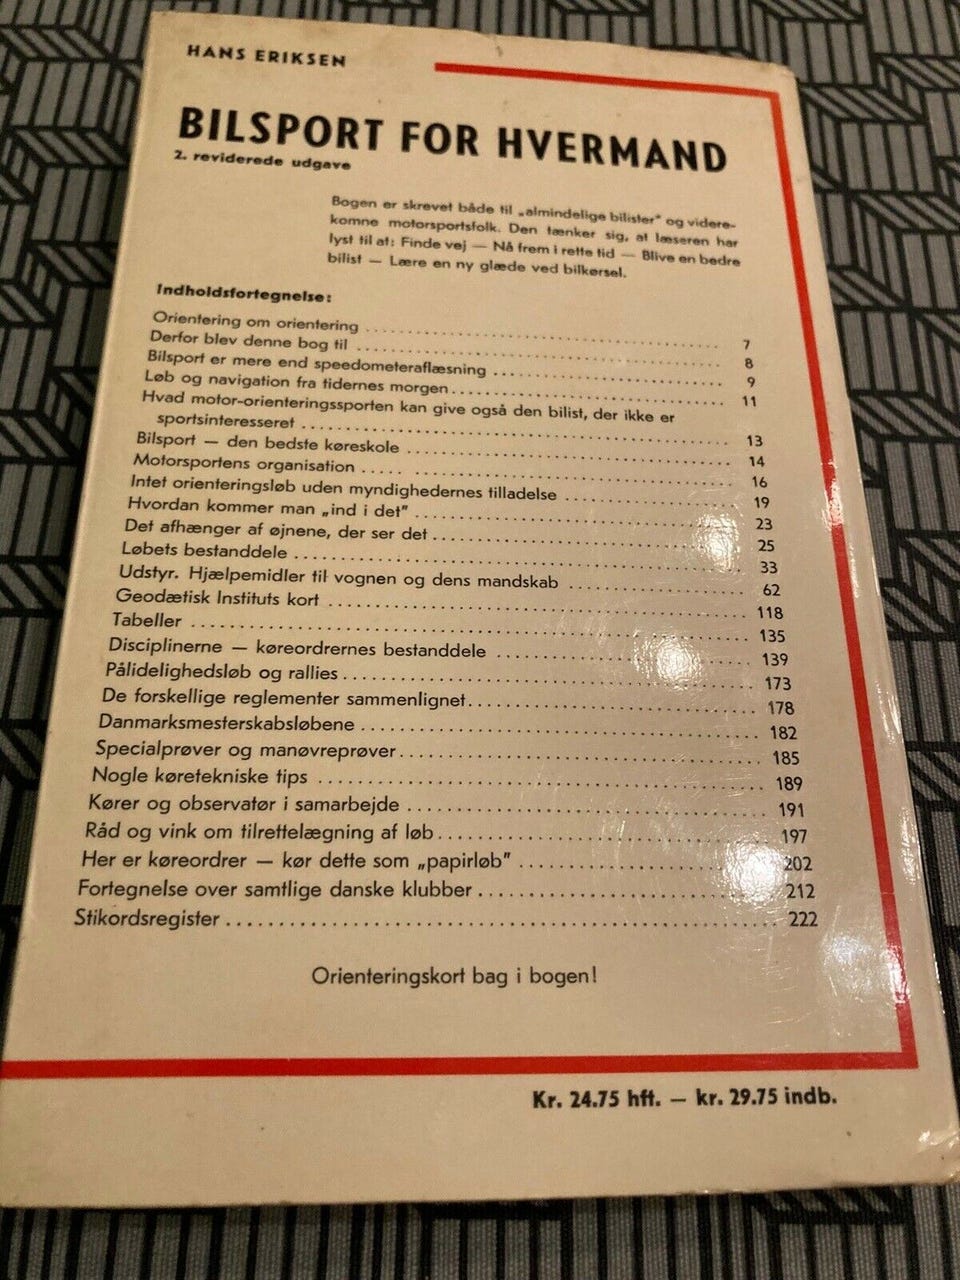 HANS ERIKSEN
BILSPORT FOR HVERMAND
2. reviderede udgave
Bogen er skrevet både til „almindelige bilister" og videre-
komne motorsportsfolk. Den tænker sig, at læseren har
lyst til at: Finde vej — Nå frem i rette tid — Blive en bedre
bilist — Lære en ny glæde ved bilkørsel.
Indholdsfortegnelse:
Orientering om orientering .......... 7
Derfor blev denne bog til .......... 8
Bilsport er mere end speedometeraflæsning .......... 9
Løb og navigation fra tidernes morgen .......... 11
Hvad motor-orienteringssporten kan give også den bilist, der ikke er
sportsinteresseret .......... 13
Bilsport — den bedste køreskole .......... 14
Motorsportens organisation .......... 16
Intet orienteringsløb uden myndighedernes tilladelse .......... 19
Hvordan kommer man „ind i det" .......... 23
Det afhænger af øjnene, der ser det .......... 25
Løbets bestanddele .......... 33
Udstyr. Hjælpemidler til vognen og dens mandskab .......... 62
Geodætisk Instituts kort .......... 118
Tabeller .......... 135
Disciplinerne — køreordrernes bestanddele .......... 139
Pålidelighedsløb og rallies .......... 173
De forskellige reglementer sammenlignet .......... 178
Danmarksmesterskabsløbene .......... 182
Specialprøver og manøvreprøver .......... 185
Nogle køretekniske tips .......... 189
Kører og observatør i samarbejde .......... 191
Råd og vink om tilrettelægning af løb .......... 197
Her er køreordrer — kør dette som „papirløb" .......... 202
Fortegnelse over samtlige danske klubber .......... 212
Stikordsregister .......... 222
Orienteringskort bag i bogen!
Kr. 24.75 hft. — kr. 29.75 indb.